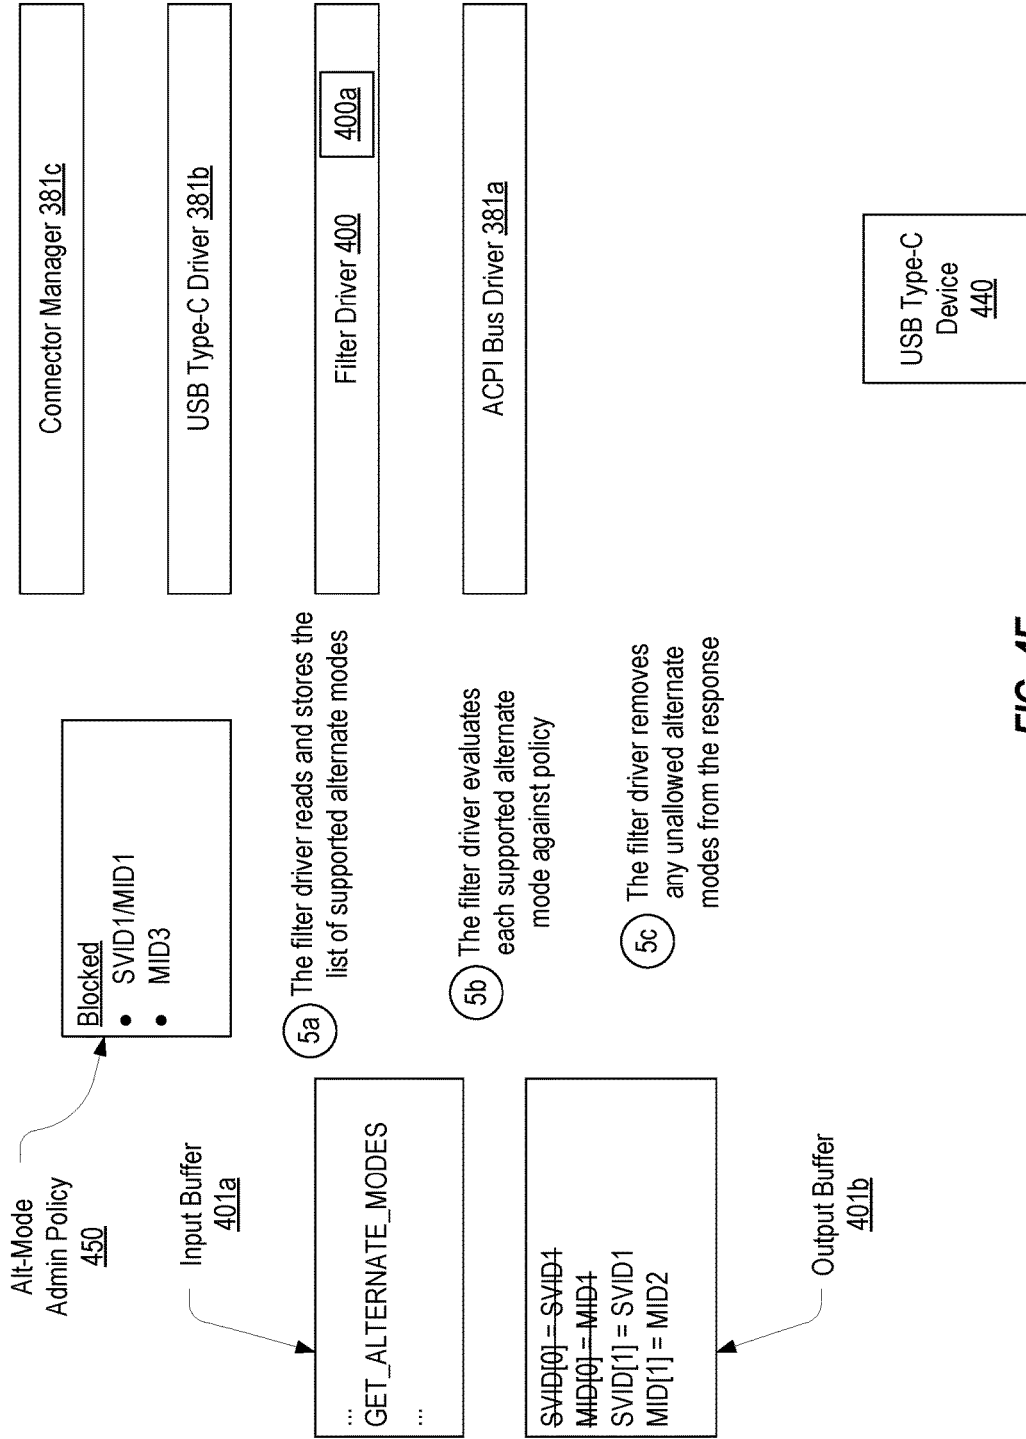 Alt-Mode
Admin Policy
450
Blocked
• SVID1/MID1
• MID3
Input Buffer
401a
...
GET_ALTERNATE_MODES
...
SVID[0] = SVID1
MID[0] = MID1
SVID[1] = SVID1
MID[1] = MID2
Output Buffer
401b
5a The filter driver reads and stores the
list of supported alternate modes
5b The filter driver evaluates
each supported alternate
mode against policy
5c The filter driver removes
any unallowed alternate
modes from the response
Connector Manager 381c
USB Type-C Driver 381b
Filter Driver 400 400a
ACPI Bus Driver 381a
USB Type-C
Device
440
FIG.